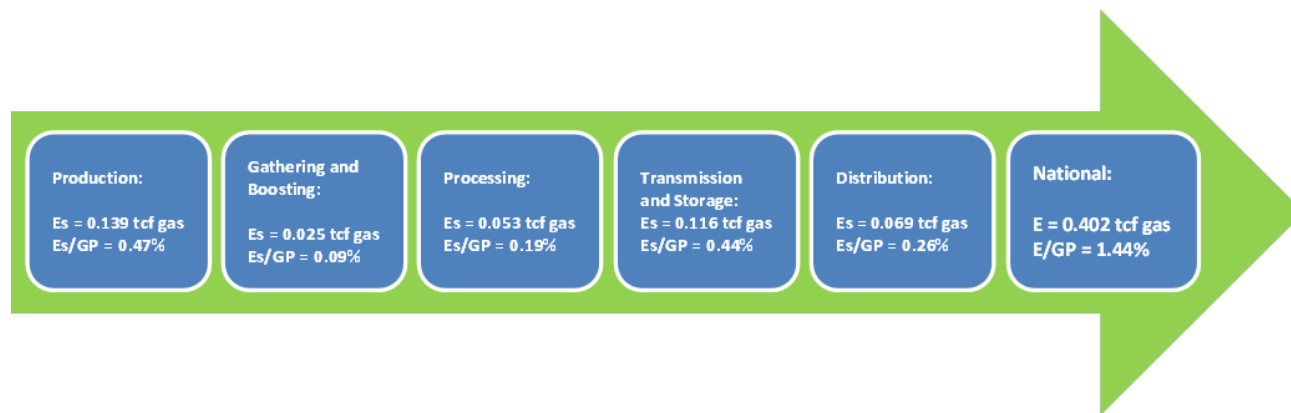 Production:
Es = 0.139 tcf gas
Es/GP = 0.47%
Gathering and
Boosting:
Es = 0.025 tcf gas
Es/GP = 0.09%
Processing:
Es = 0.053 tcf gas
Es/GP = 0.19%
Transmission
and Storage:
Es = 0.116 tcf gas
Es/GP = 0.44%
Distribution:
Es = 0.069 tcf gas
Es/GP = 0.26%
National:
E = 0.402 tcf gas
E/GP = 1.44%